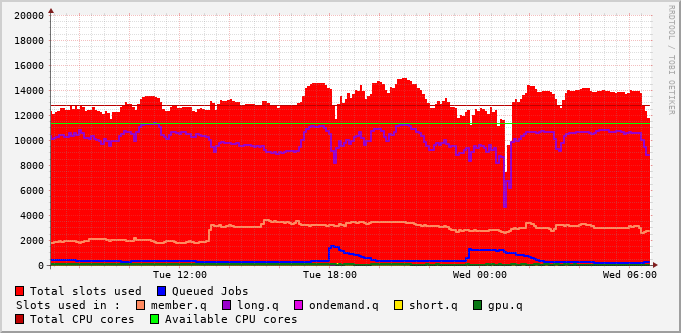 20000
18000
16000
14000
12000
10000
8000
6000
4000
2000
0
Tue 12:00 Tue 18:00 Wed 00:00 Wed 06:00
RRDTOOL / TOBI OETIKER
Total slots used Queued Jobs
Slots used in : member.q long.q ondemand.q short.q gpu.q
Total CPU cores Available CPU cores